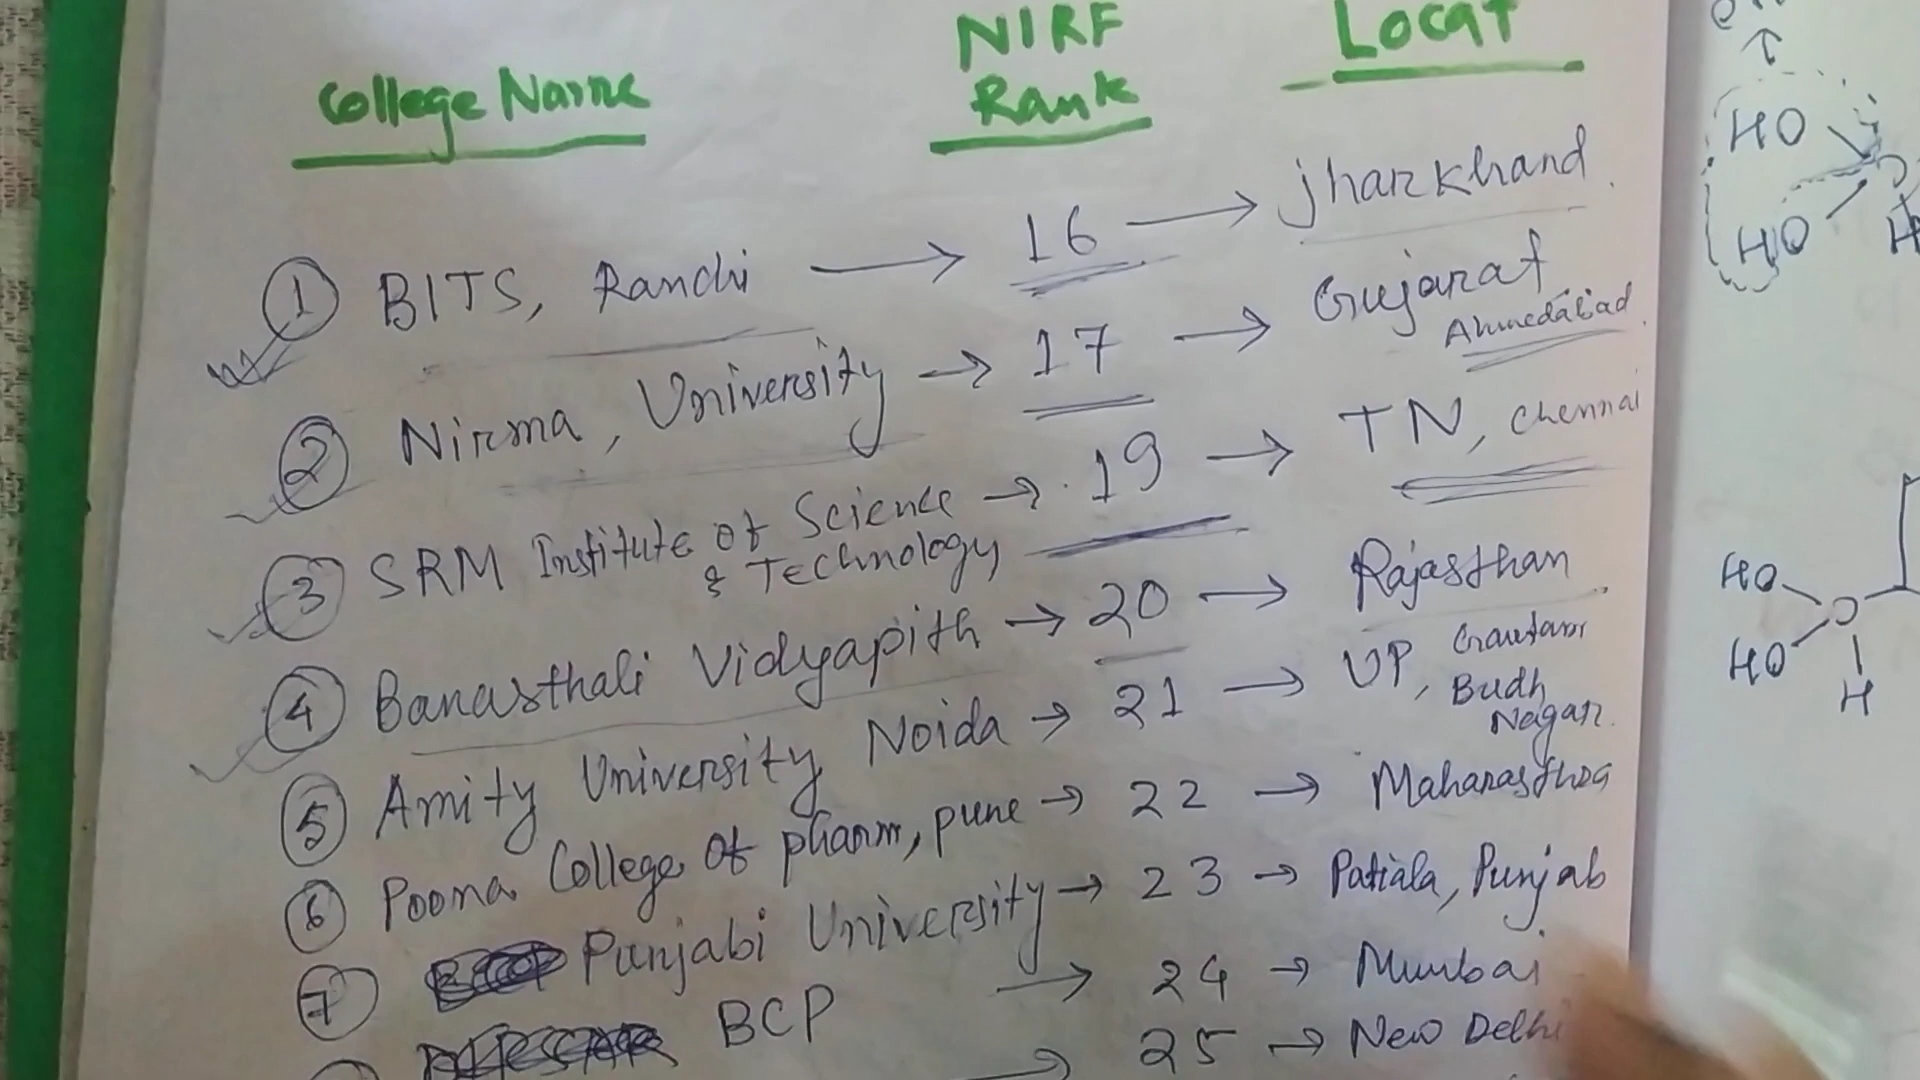 College Name NIRF Rank Locat
① BITS, Ranchi → 16 → Jharkhand.
② Nirma, University → 17 → Gujarat Ahmedabad.
③ SRM Institute of Science & Technology → 19 → TN, Chennai
④ Banasthali Vidyapith → 20 → Rajasthan
⑤ Amity University Noida → 21 → UP, Gautam Budh Nagar.
⑥ Poona College of pharm, pune → 22 → Maharasthra
⑦ Punjabi University → 23 → Patiala, Punjab
BCP → 24 → Mumbai
→ 25 → New Delhi
HO
HO
H
HO
HO
H